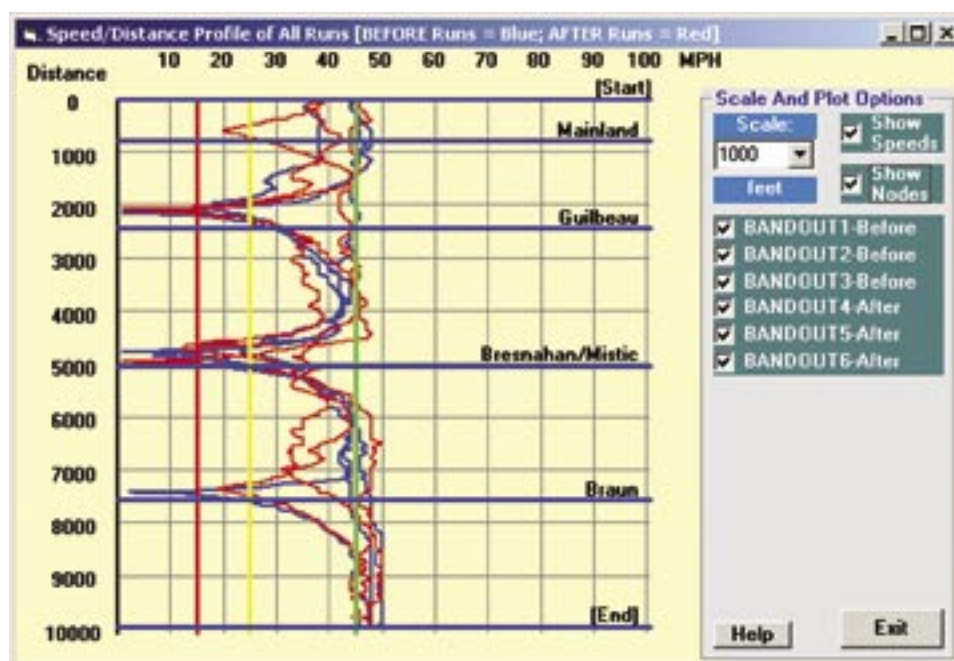 Speed/Distance Profile of All Runs [BEFORE Runs = Blue; AFTER Runs = Red]
Distance 10 20 30 40 50 60 70 80 90 100 MPH
[Start]
0
Mainland
1000
2000
Guilbeau
3000
4000
Bresnahan/Mistic
5000
6000
7000
Braun
8000
9000
[End]
10000
Scale And Plot Options
Scale:
1000
feet
Show Speeds
Show Nodes
BANDOUT1-Before
BANDOUT2-Before
BANDOUT3-Before
BANDOUT4-After
BANDOUT5-After
BANDOUT6-After
Help
Exit